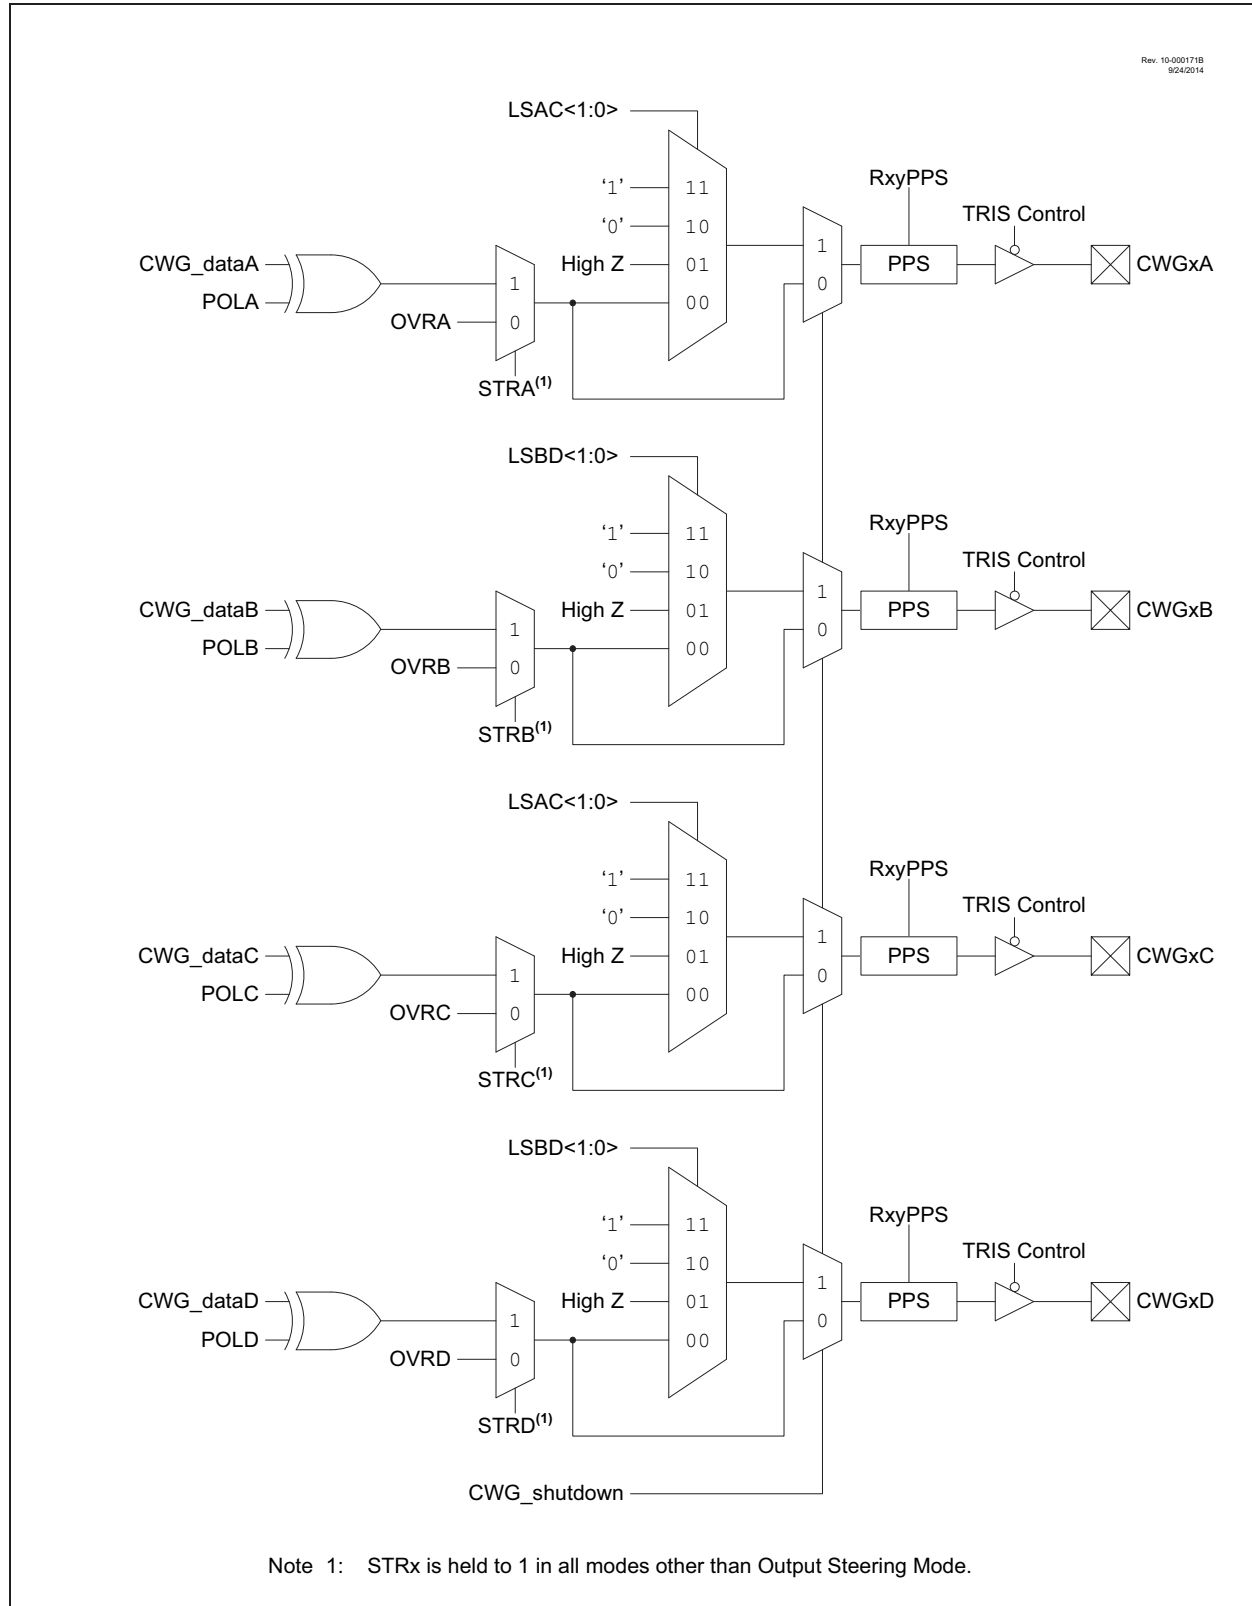 Rev. 10-000171B
9/24/2014
LSAC<1:0>
RxyPPS
‘1’ 11
TRIS Control
‘0’ 10
1
CWG_dataA High Z 01 PPS CWGxA
1 0
POLA 00
OVRA 0
STRA(1)
LSBD<1:0>
RxyPPS
‘1’ 11
TRIS Control
‘0’ 10
1
CWG_dataB High Z 01 PPS CWGxB
1 0
POLB 00
OVRB 0
STRB(1)
LSAC<1:0>
RxyPPS
‘1’ 11
TRIS Control
‘0’ 10
1
CWG_dataC High Z 01 PPS CWGxC
1 0
POLC 00
OVRC 0
STRC(1)
LSBD<1:0>
RxyPPS
‘1’ 11
TRIS Control
‘0’ 10
1
CWG_dataD High Z 01 PPS CWGxD
1 0
POLD 00
OVRD 0
STRD(1)
CWG_shutdown
Note 1: STRx is held to 1 in all modes other than Output Steering Mode.